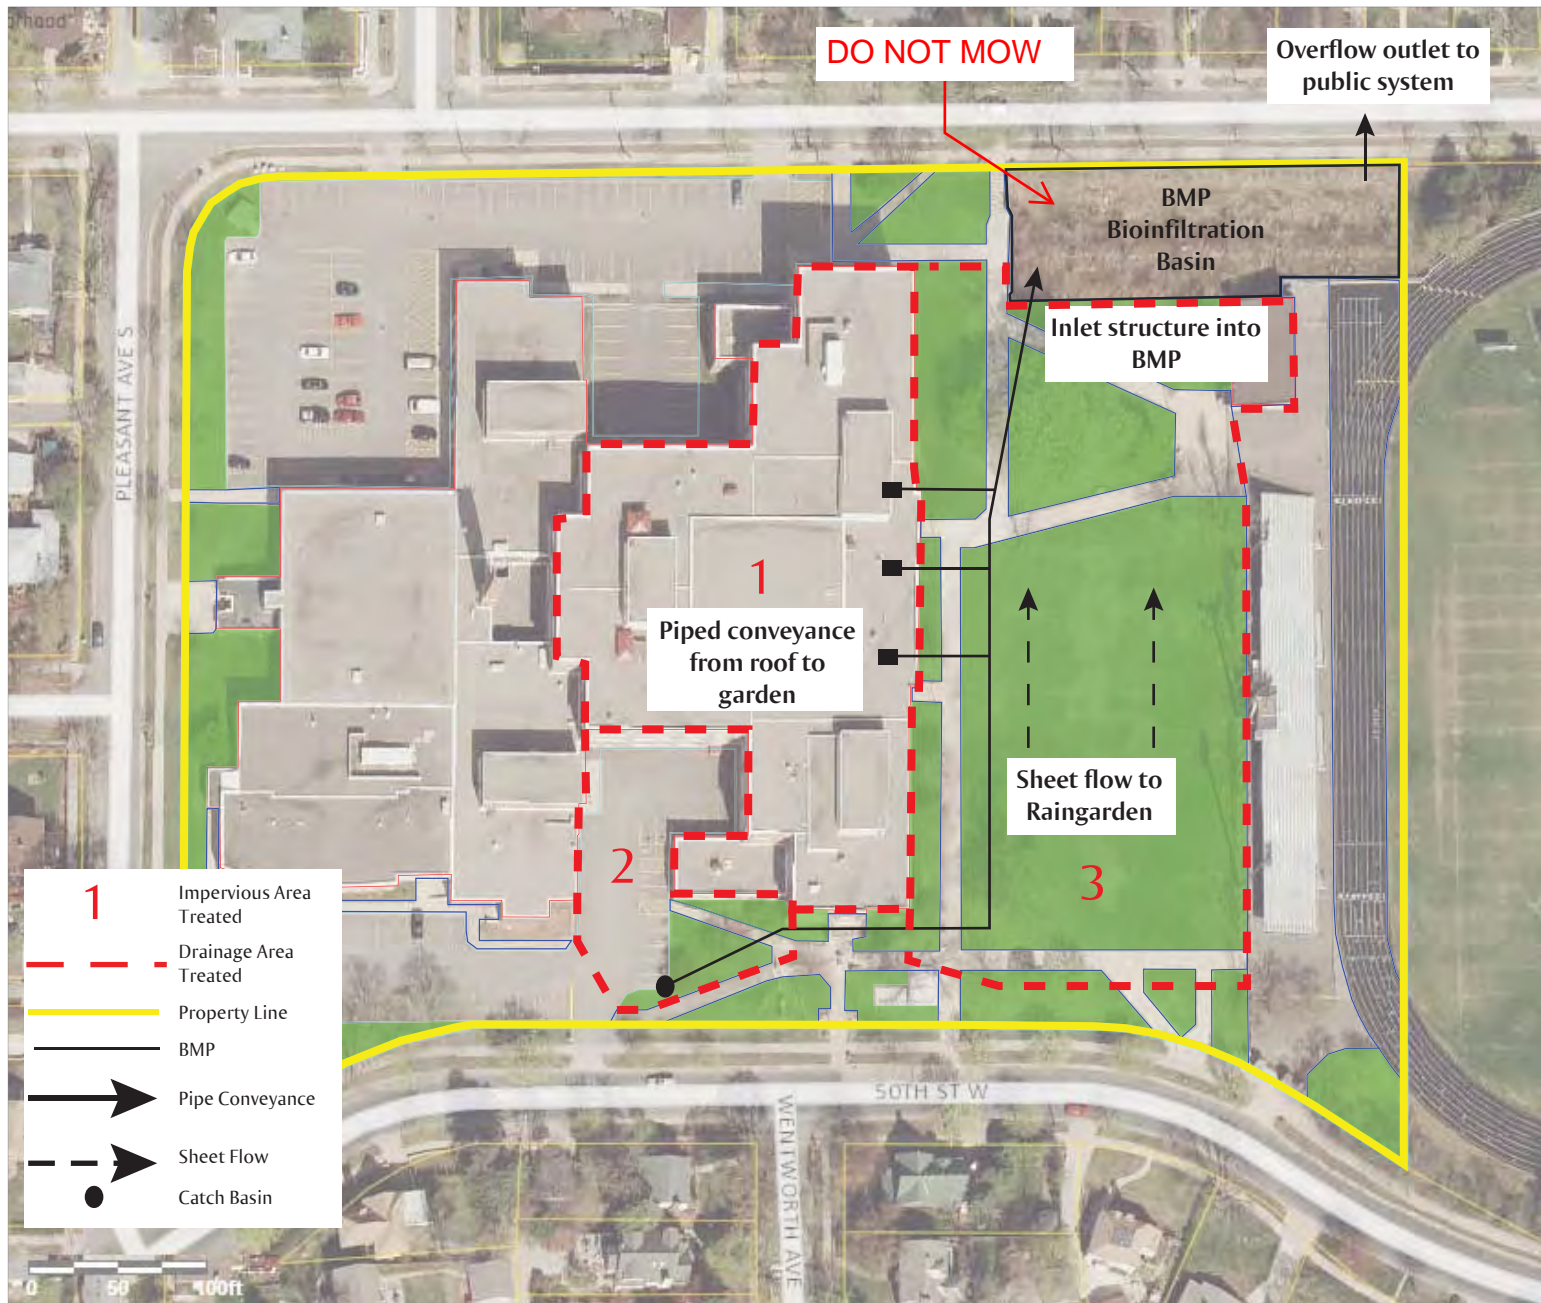 DO NOT MOW
Overflow outlet to
public system
BMP
Bioinfiltration
Basin
Inlet structure into
BMP
PLEASANT AVE S
1
Piped conveyance
from roof to
garden
Sheet flow to
Raingarden
2
3
1
Impervious Area
Treated
Drainage Area
Treated
Property Line
BMP
Pipe Conveyance
Sheet Flow
Catch Basin
50TH ST W
WENTWORTH AVE
0 50 100ft